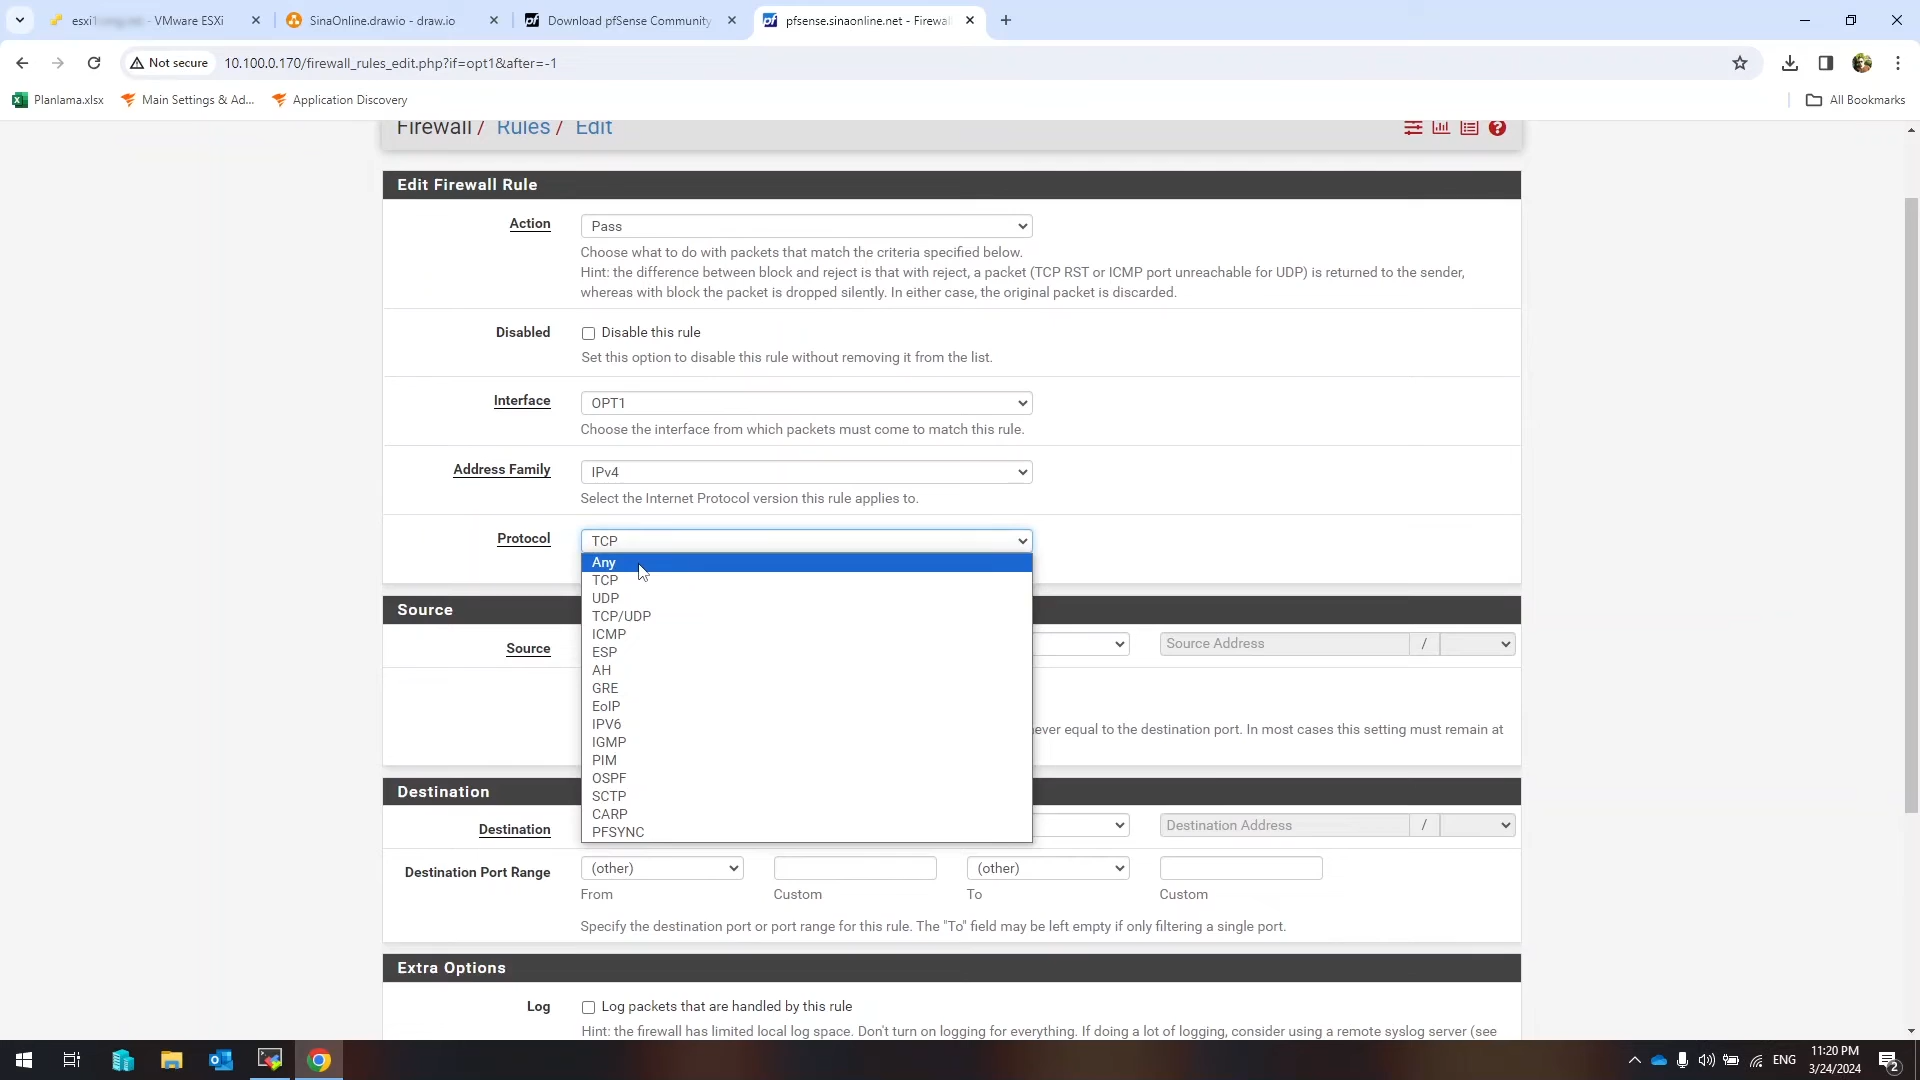 VMware ESXi
SinaOnline.drawio - draw.io
Download pfSense Community
pfsense.sinaonline.net - Firewal
Not secure
10.100.0.170/firewall_rules_edit.php?if=opt1&after=-1
Planlama.xlsx
Main Settings & Ad...
Application Discovery
All Bookmarks
Firewall / Rules / Edit
Edit Firewall Rule
Action
Pass
Choose what to do with packets that match the criteria specified below.
Hint: the difference between block and reject is that with reject, a packet (TCP RST or ICMP port unreachable for UDP) is returned to the sender,
whereas with block the packet is dropped silently. In either case, the original packet is discarded.
Disabled
Disable this rule
Set this option to disable this rule without removing it from the list.
Interface
OPT1
Choose the interface from which packets must come to match this rule.
Address Family
IPv4
Select the Internet Protocol version this rule applies to.
Protocol
TCP
Any
TCP
UDP
TCP/UDP
ICMP
ESP
AH
GRE
EoIP
IPV6
IGMP
PIM
OSPF
SCTP
CARP
PFSYNC
Source
Source
Source Address
/
ever equal to the destination port. In most cases this setting must remain at
Destination
Destination
Destination Address
/
Destination Port Range
(other)
(other)
From
Custom
To
Custom
Specify the destination port or port range for this rule. The "To" field may be left empty if only filtering a single port.
Extra Options
Log
Log packets that are handled by this rule
Hint: the firewall has limited local log space. Don't turn on logging for everything. If doing a lot of logging, consider using a remote syslog server (see
ENG
11:20 PM
3/24/2024
2